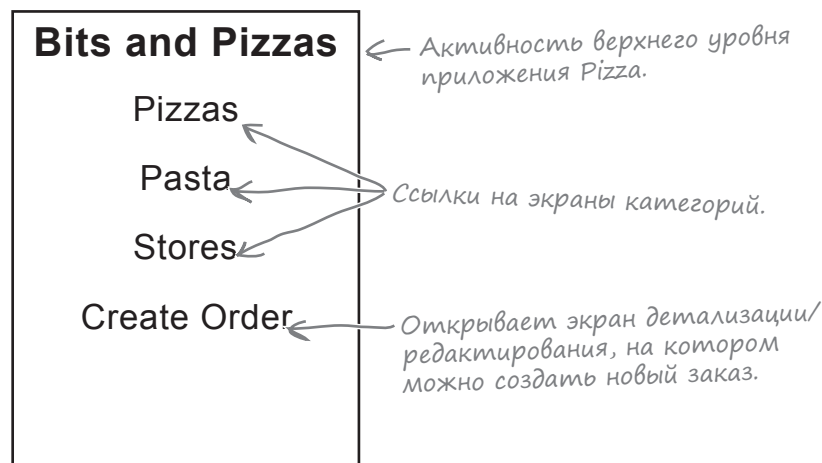 Bits and Pizzas
Активность верхнего уровня
приложения Pizza.
Pizzas
Pasta
Ссылки на экраны категорий.
Stores
Create Order
Открывает экран детализации/
редактирования, на котором
можно создать новый заказ.